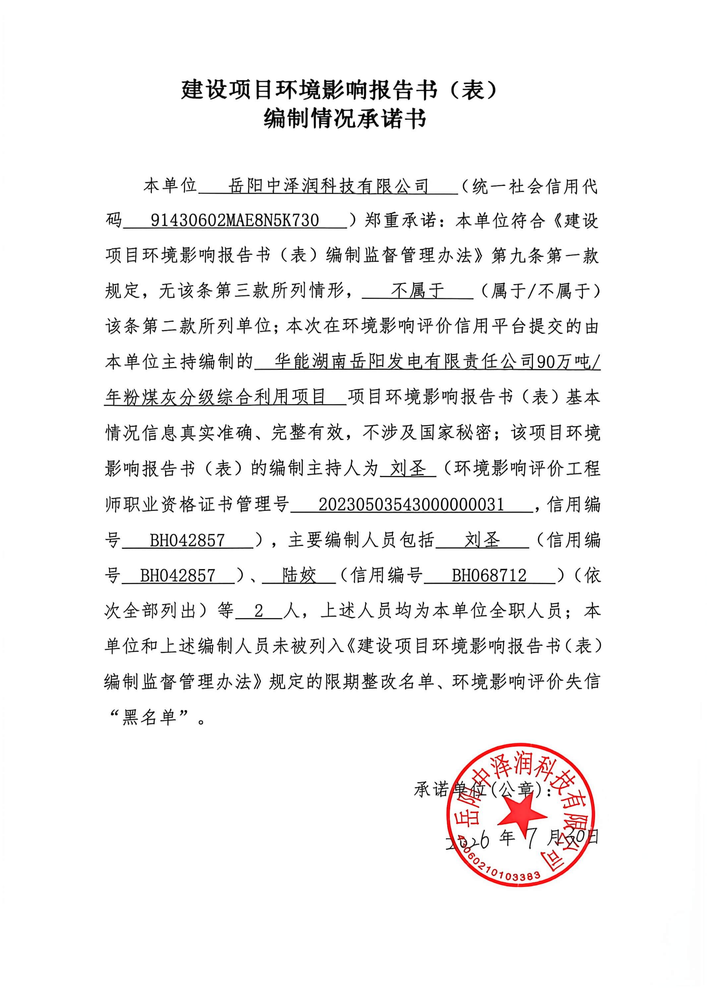 建设项目环境影响报告书（表）
编制情况承诺书
本单位 岳阳中泽润科技有限公司 （统一社会信用代
码 91430602MAE8N5K730 ）郑重承诺：本单位符合《建设
项目环境影响报告书（表）编制监督管理办法》第九条第一款
规定，无该条第三款所列情形， 不属于 （属于/不属于）
该条第二款所列单位；本次在环境影响评价信用平台提交的由
本单位主持编制的 华能湖南岳阳发电有限责任公司90万吨/
年粉煤灰分级综合利用项目 项目环境影响报告书（表）基本
情况信息真实准确、完整有效，不涉及国家秘密；该项目环境
影响报告书（表）的编制主持人为 刘圣 （环境影响评价工程
师职业资格证书管理号 20230503543000000031 ，信用编
号 BH042857 ），主要编制人员包括 刘圣 （信用编
号 BH042857 ）、 陆姣 （信用编号 BH068712 ）（依
次全部列出）等 2 人，上述人员均为本单位全职人员；本
单位和上述编制人员未被列入《建设项目环境影响报告书（表）
编制监督管理办法》规定的限期整改名单、环境影响评价失信
“黑名单”。
承诺单位(公章)：
2026 年 7 月 日
岳阳中泽润科技有限公司
43060210103383